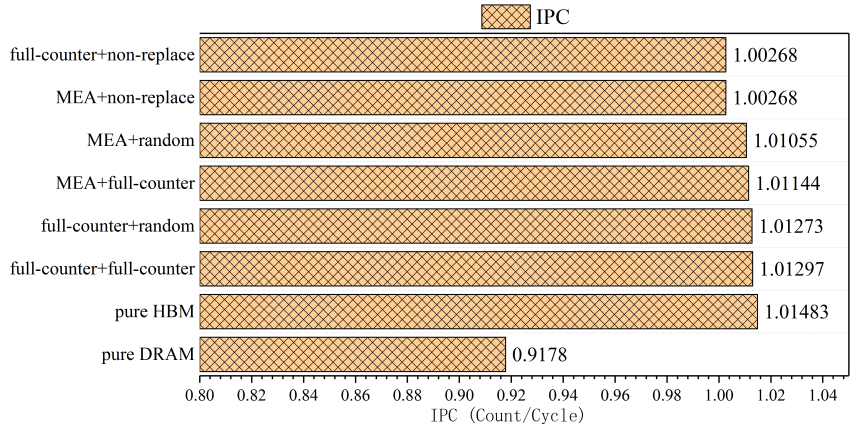 IPC
full-counter+non-replace 1.00268
MEA+non-replace 1.00268
MEA+random 1.01055
MEA+full-counter 1.01144
full-counter+random 1.01273
full-counter+full-counter 1.01297
pure HBM 1.01483
pure DRAM 0.9178
0.80 0.82 0.84 0.86 0.88 0.90 0.92 0.94 0.96 0.98 1.00 1.02 1.04
IPC (Count/Cycle)